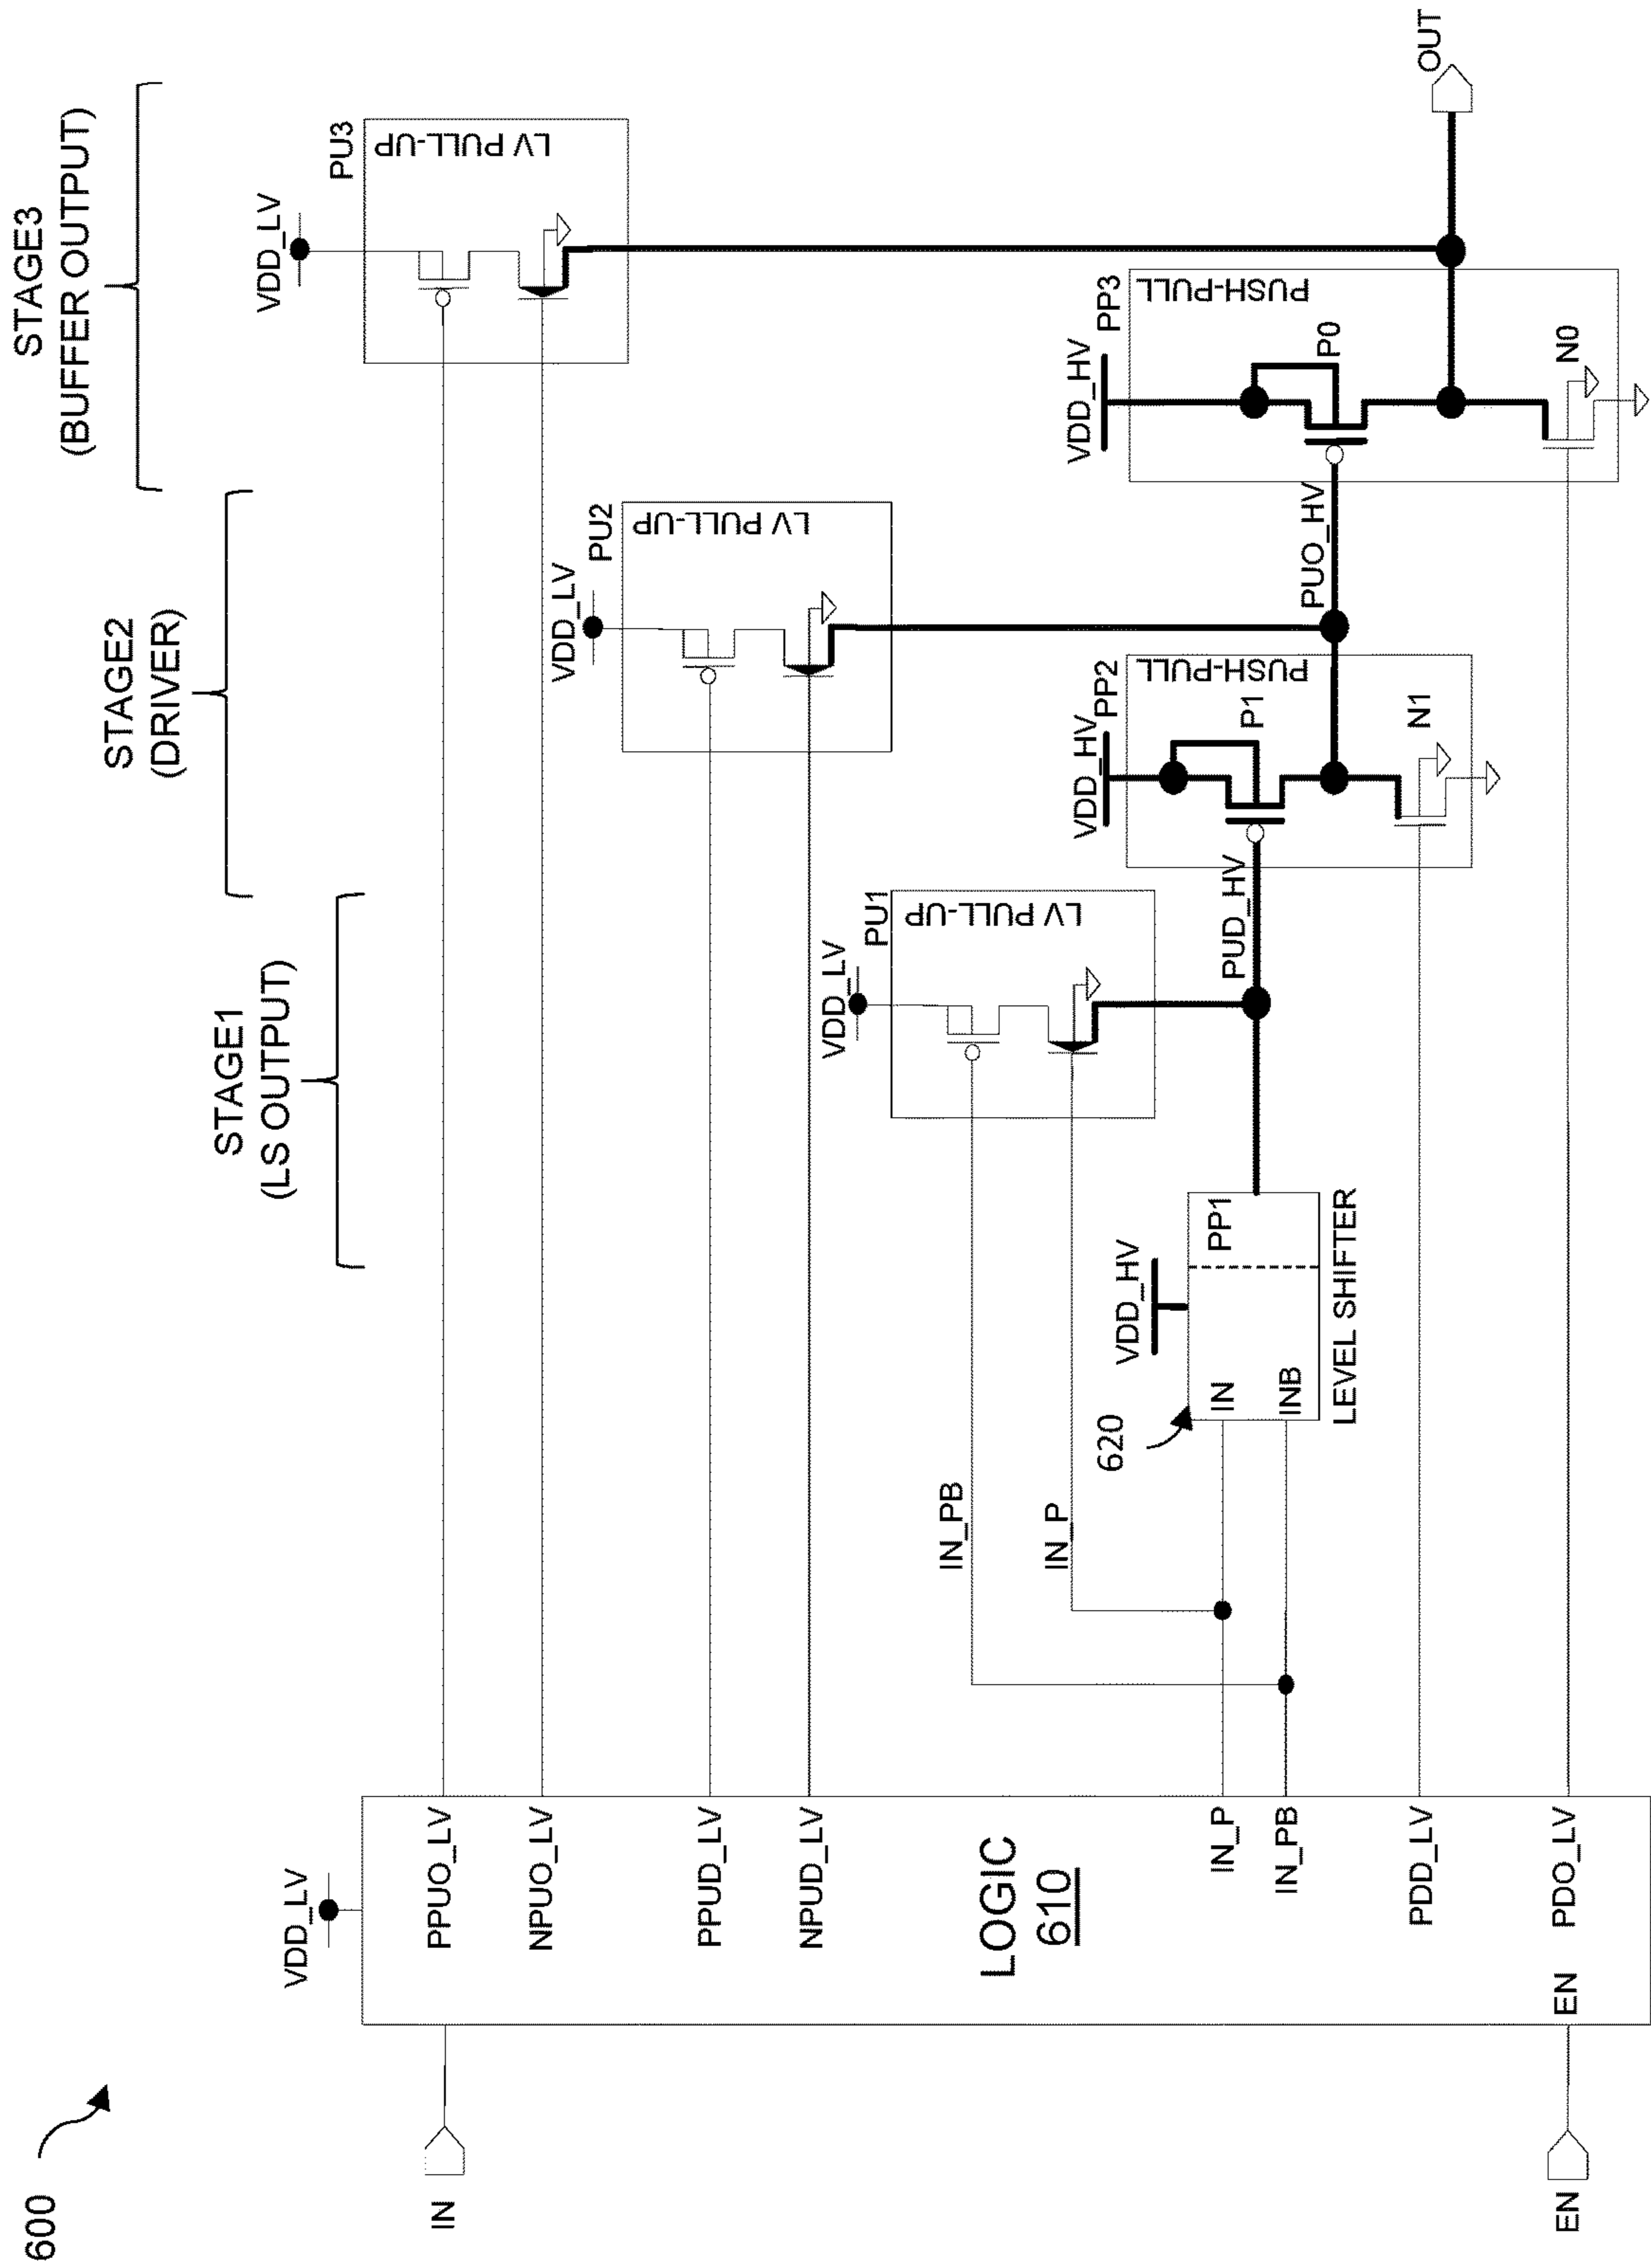 600
STAGE1
(LS OUTPUT)
STAGE2
(DRIVER)
STAGE3
(BUFFER OUTPUT)
VDD_LV
IN
PPUO_LV
NPUO_LV
PPUD_LV
NPUD_LV
LOGIC
610
IN_P
IN_PB
PDD_LV
EN
EN
PDO_LV
IN_PB
IN_P
620
VDD_HV
IN
INB
PP1
LEVEL SHIFTER
VDD_LV
PU1
LV PULL-UP
PUD_HV
VDD_LV
PU2
LV PULL-UP
VDD_HV
PP2
PUSH-PULL
P1
N1
PUO_HV
VDD_LV
PU3
LV PULL-UP
VDD_HV
PP3
PUSH-PULL
P0
N0
OUT